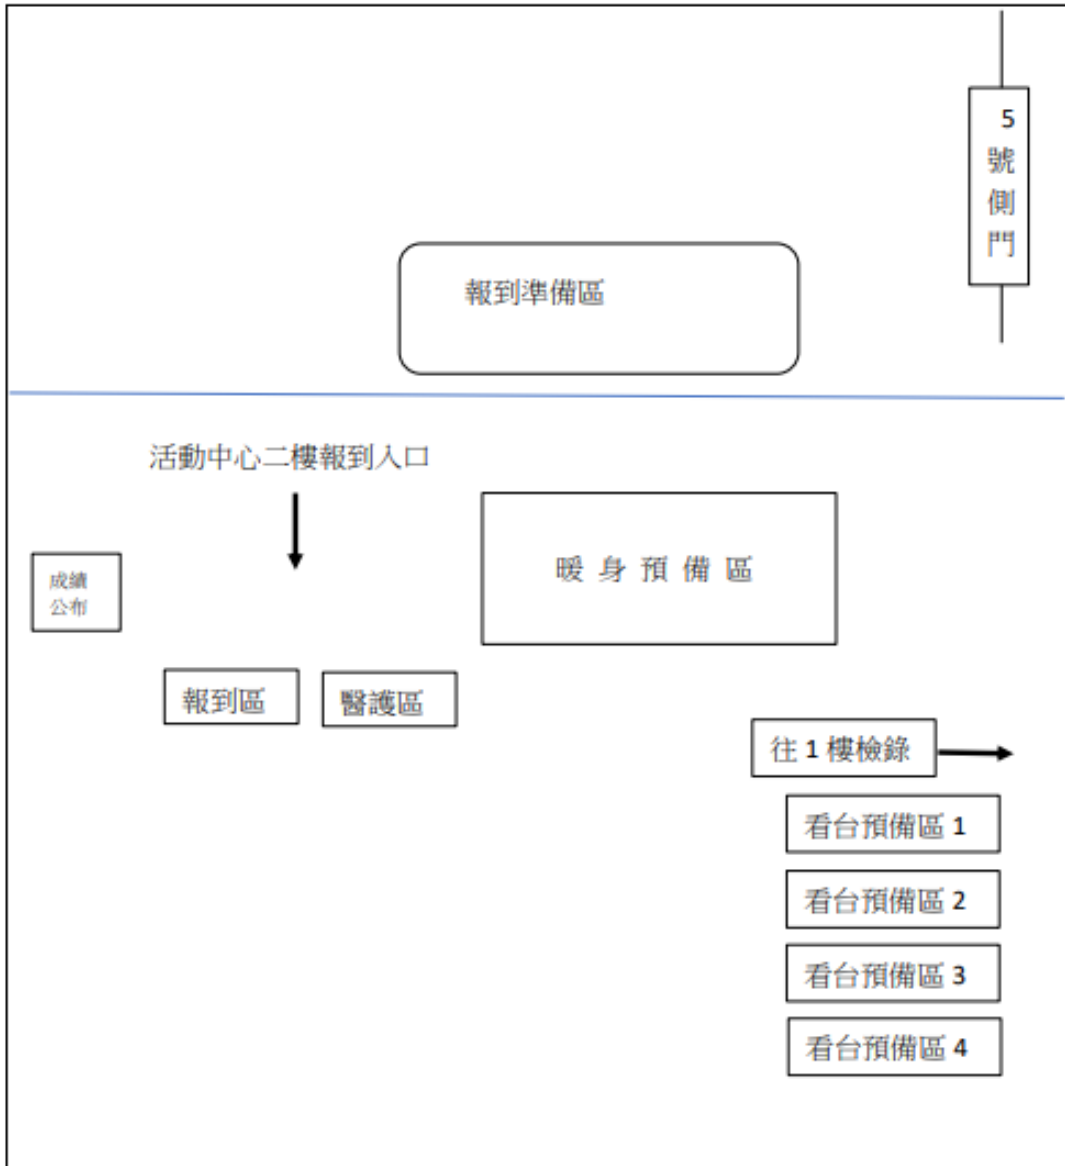 5
號
側
門
報到準備區
活動中心二樓報到入口
暖身預備區
成績
公布
報到區
醫護區
往 1 樓檢錄
看台預備區 1
看台預備區 2
看台預備區 3
看台預備區 4